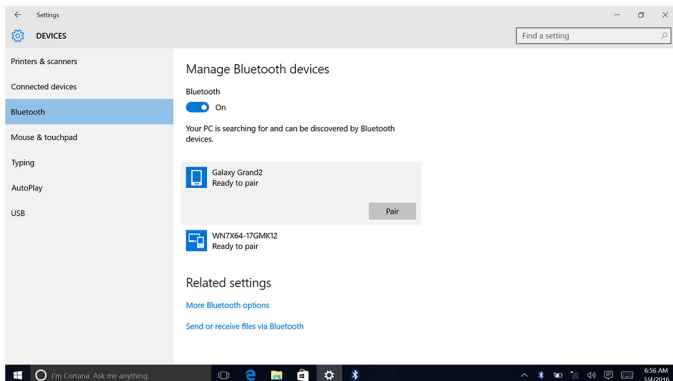 Settings
DEVICES
Find a setting
Printers & scanners
Connected devices
Bluetooth
Mouse & touchpad
Typing
AutoPlay
USB
Manage Bluetooth devices
Bluetooth
On
Your PC is searching for and can be discovered by Bluetooth
devices.
Galaxy Grand2
Ready to pair
Pair
WN7X64-17GMK12
Ready to pair
Related settings
More Bluetooth options
Send or receive files via Bluetooth
I'm Cortana. Ask me anything.
6:56 AM
3/4/2016